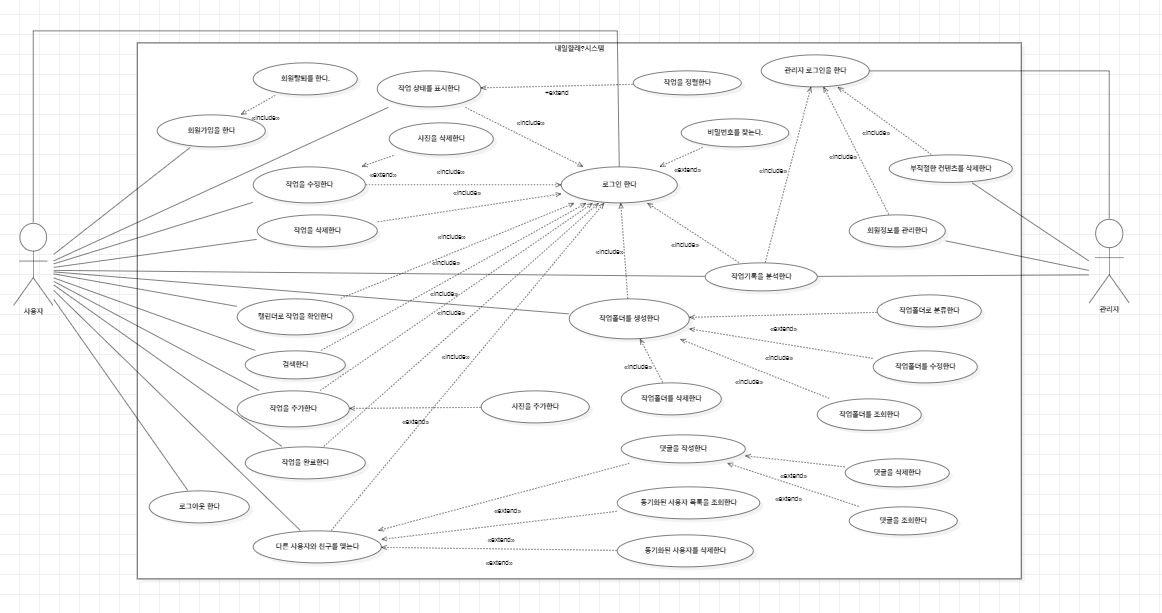 내일할래?시스템
회원탈퇴를 한다.
작업 상태를 표시한다
작업을 정렬한다
관리자 로그인을 한다
+extend
«include»
회원가입을 한다
«include»
사진을 삭제한다
비밀번호를 찾는다.
«include»
«include»
부적절한 컨텐츠를 삭제한다
«extend»
«include»
«extend»
«include»
작업을 수정한다
로그인 한다
«include»
작업을 삭제한다
회원정보를 관리한다
«include»
«include»
«include»
«include»
작업기록을 분석한다
사용자
관리자
«include»
«include»
캘린더로 작업을 확인한다
작업폴더를 생성한다
작업폴더로 분류한다
«extend»
«include»
«include»
«include»
검색한다
작업폴더를 수정한다
«include»
작업을 추가한다
사진을 추가한다
작업폴더를 삭제한다
작업폴더를 조회한다
«extend»
댓글을 작성한다
작업을 완료한다
댓글을 삭제한다
«extend»
«extend»
로그아웃 한다
동기화된 사용자 목록을 조회한다
«extend»
댓글을 조회한다
«extend»
다른 사용자와 친구를 맺는다
동기화된 사용자를 삭제한다
«extend»